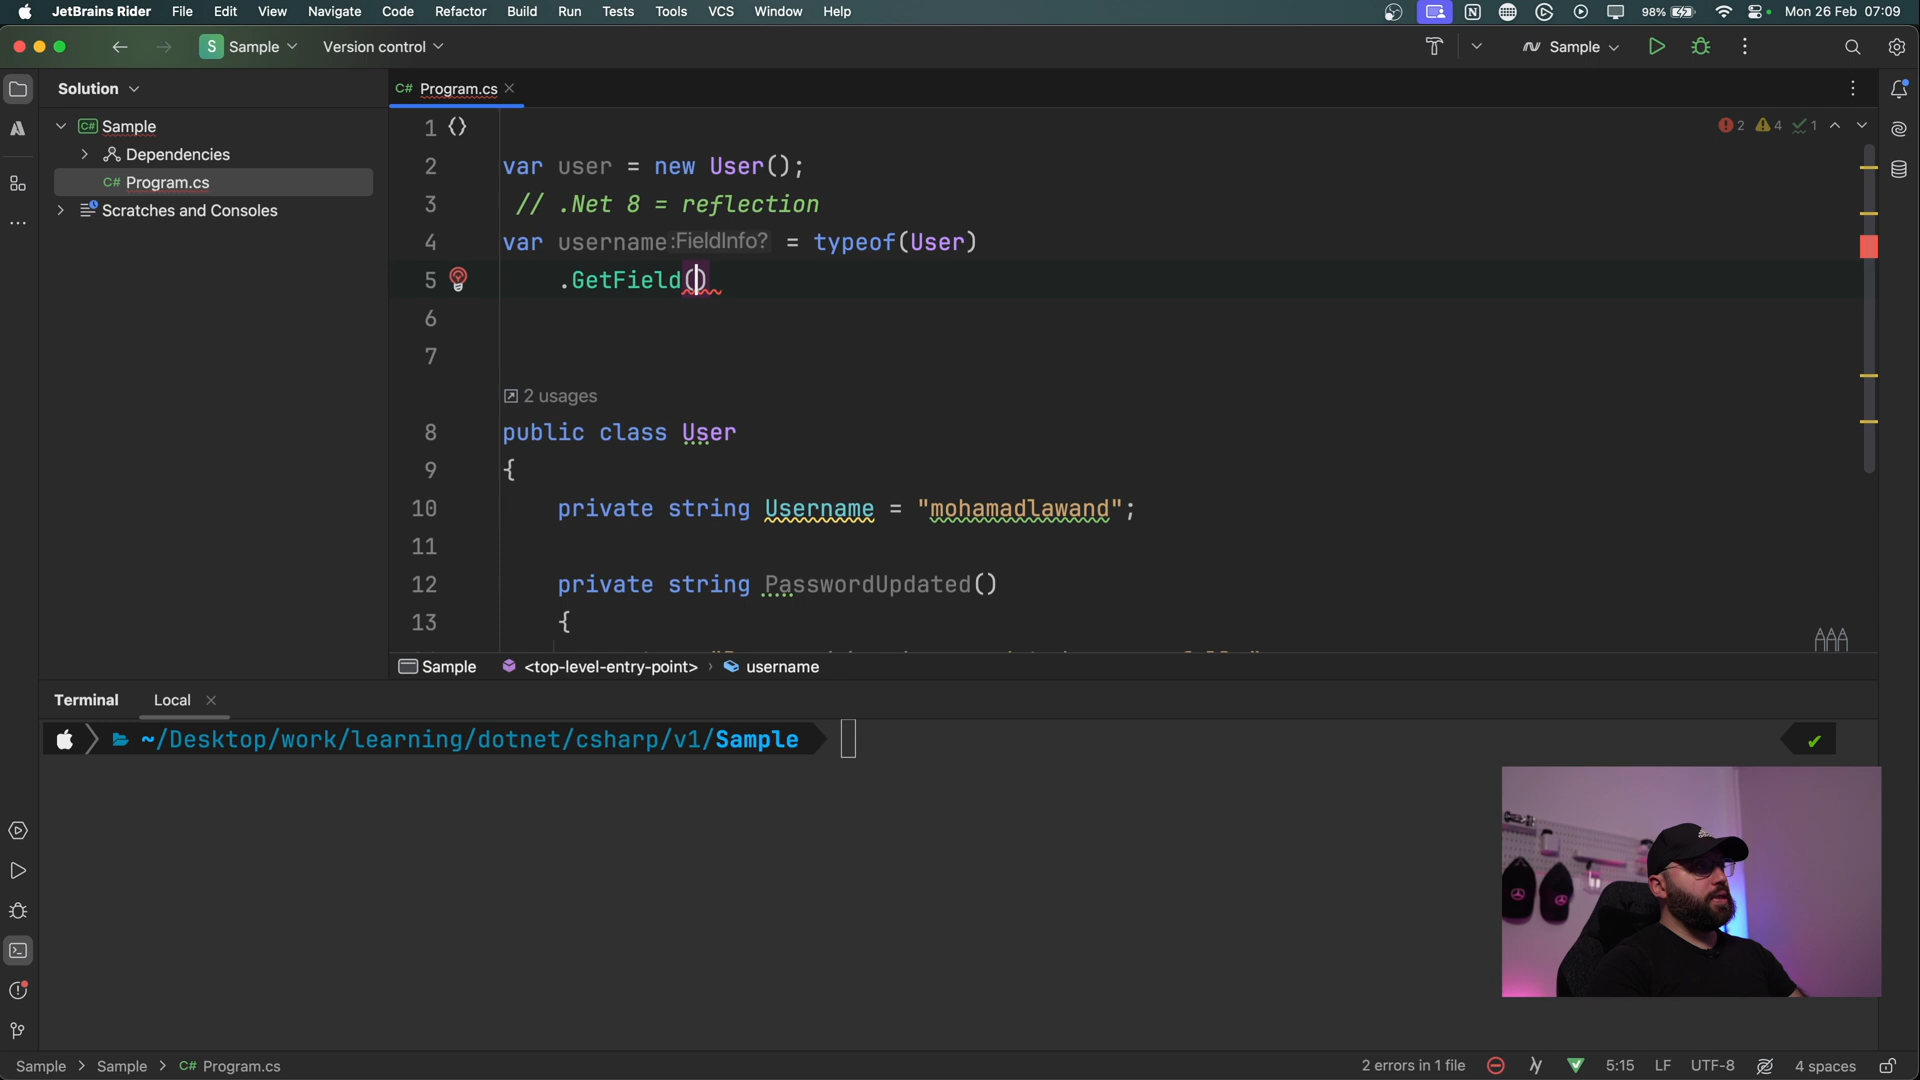 JetBrains Rider File Edit View Navigate Code Refactor Build Run Tests Tools VCS Window Help
98% Mon 26 Feb 07:09
S Sample Version control Sample
Solution
C# Program.cs
C# Sample
Dependencies
C# Program.cs
Scratches and Consoles
2 4 1
1 {}
2 var user = new User();
3 // .Net 8 = reflection
4 var username :FieldInfo? = typeof(User)
5 .GetField()
6
7
2 usages
8 public class User
9 {
10 private string Username = "mohamadlawand";
11
12 private string PasswordUpdated()
13 {
Sample <top-level-entry-point> › username
Terminal Local
~/Desktop/work/learning/dotnet/csharp/v1/Sample
Sample > Sample > C# Program.cs
2 errors in 1 file 5:15 LF UTF-8 4 spaces